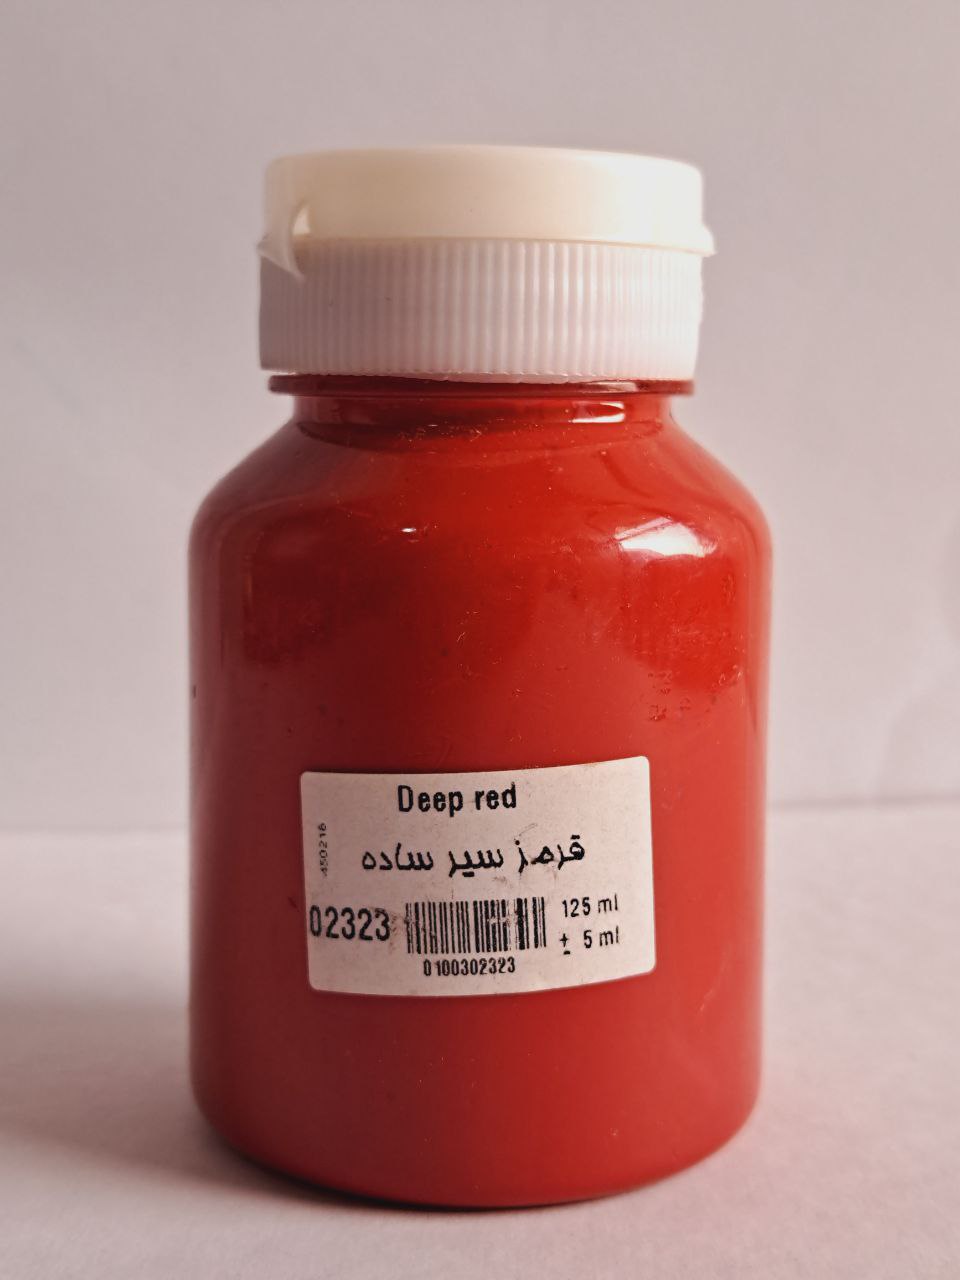 Deep red
قرمز سیر ساده
450216
02323
125 ml
± 5 ml
0100302323